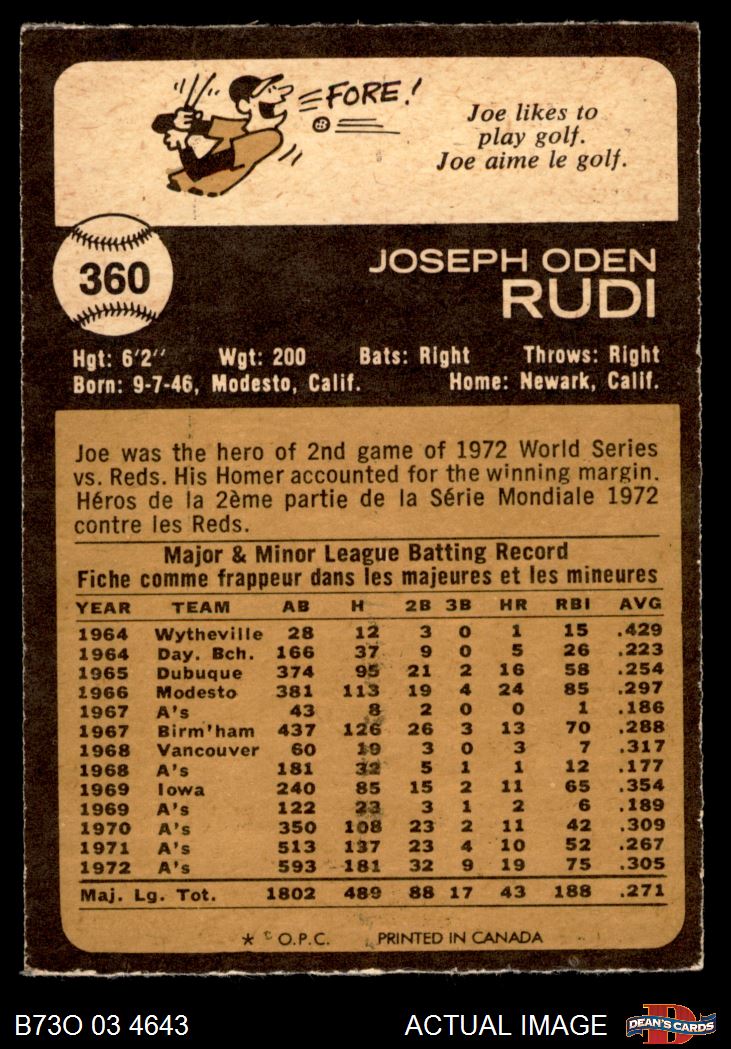 FORE!
Joe likes to
play golf.
Joe aime le golf.
360
JOSEPH ODEN
RUDI
Hgt: 6'2" Wgt: 200 Bats: Right Throws: Right
Born: 9-7-46, Modesto, Calif. Home: Newark, Calif.
Joe was the hero of 2nd game of 1972 World Series
vs. Reds. His Homer accounted for the winning margin.
Héros de la 2ème partie de la Série Mondiale 1972
contre les Reds.
Major & Minor League Batting Record
Fiche comme frappeur dans les majeures et les mineures
YEAR TEAM AB H 2B 3B HR RBI AVG
1964 Wytheville 28 12 3 0 1 15 .429
1964 Day. Bch. 166 37 9 0 5 26 .223
1965 Dubuque 374 95 21 2 16 58 .254
1966 Modesto 381 113 19 4 24 85 .297
1967 A's 43 8 2 0 0 1 .186
1967 Birm'ham 437 126 26 3 13 70 .288
1968 Vancouver 60 19 3 0 3 7 .317
1968 A's 181 32 5 1 1 12 .177
1969 Iowa 240 85 15 2 11 65 .354
1969 A's 122 23 3 1 2 6 .189
1970 A's 350 108 23 2 11 42 .309
1971 A's 513 137 23 4 10 52 .267
1972 A's 593 181 32 9 19 75 .305
Maj. Lg. Tot. 1802 489 88 17 43 188 .271
* © O.P.C. PRINTED IN CANADA
B73O 03 4643 ACTUAL IMAGE DEAN'S CARDS